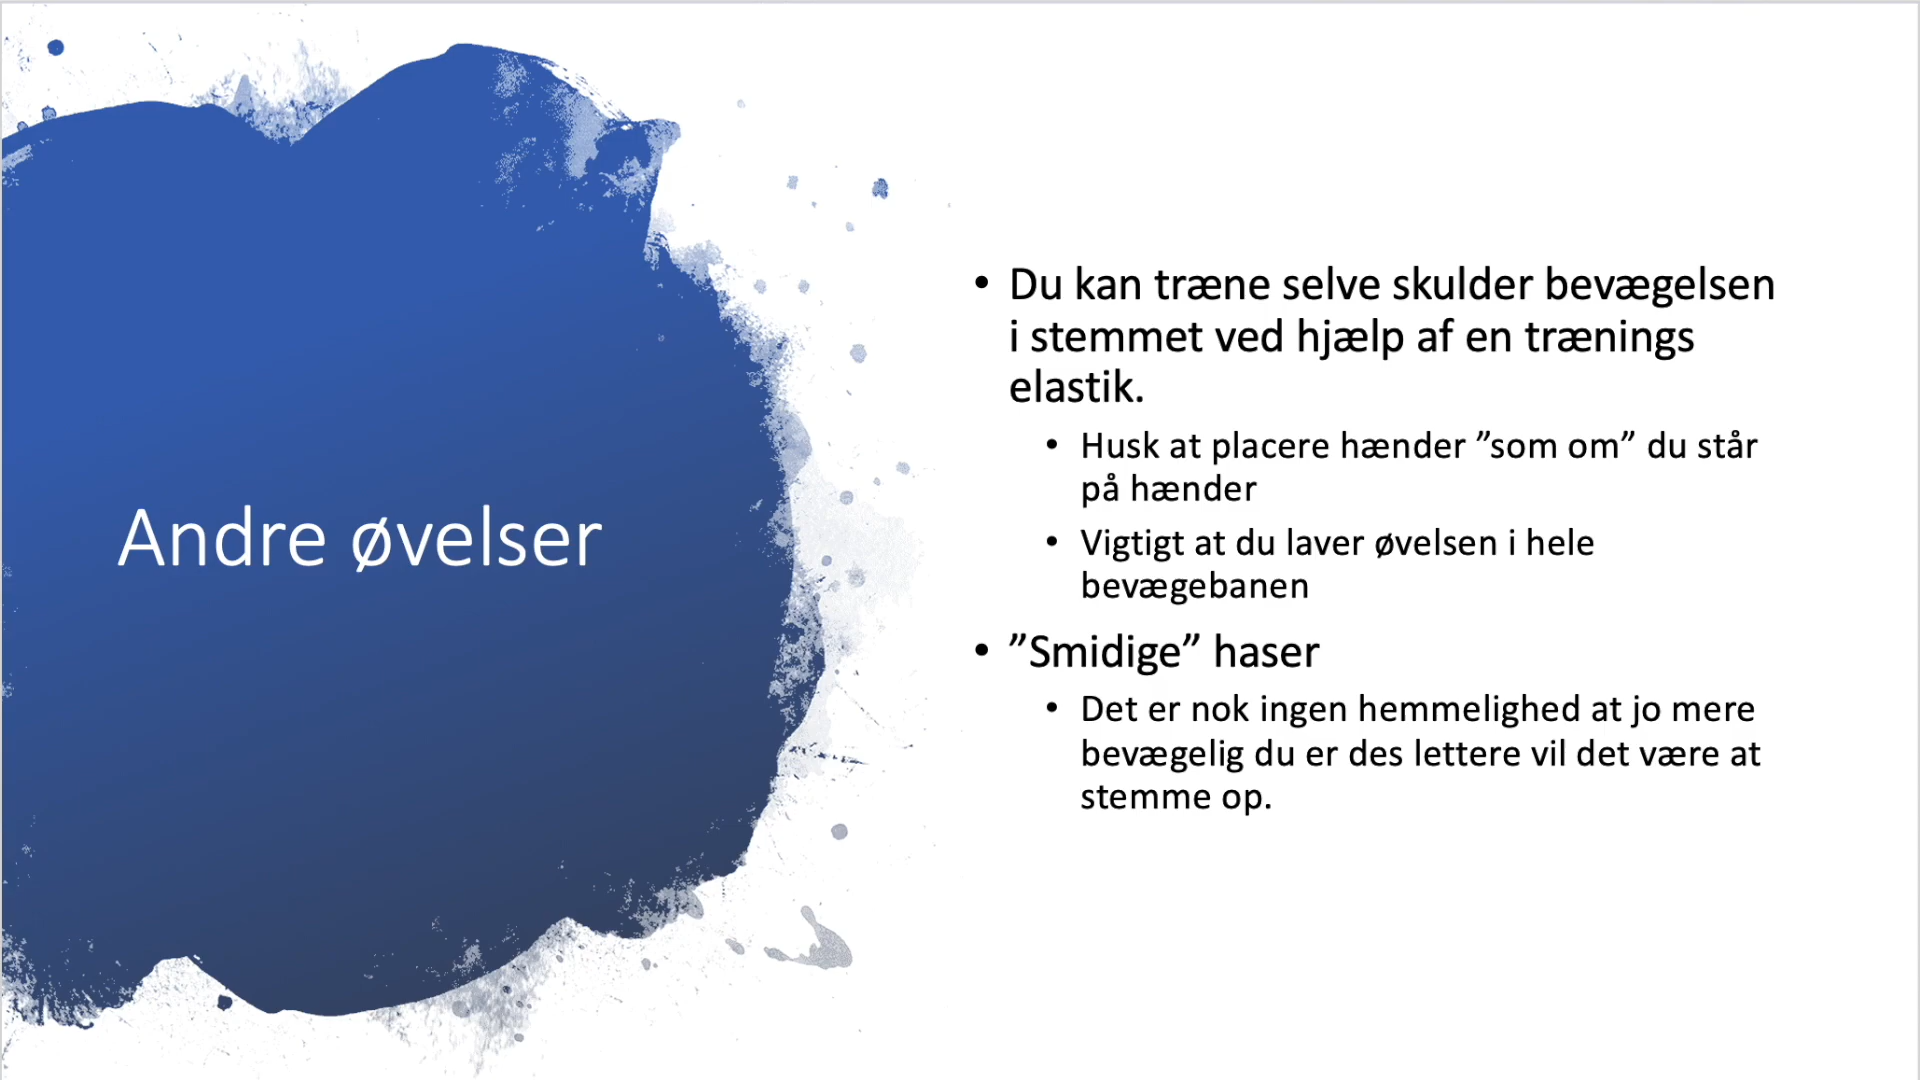 Andre øvelser
• Du kan træne selve skulder bevægelsen
i stemmet ved hjælp af en trænings
elastik.
• Husk at placere hænder ”som om” du står
på hænder
• Vigtigt at du laver øvelsen i hele
bevægebanen
• ”Smidige” haser
• Det er nok ingen hemmelighed at jo mere
bevægelig du er des lettere vil det være at
stemme op.